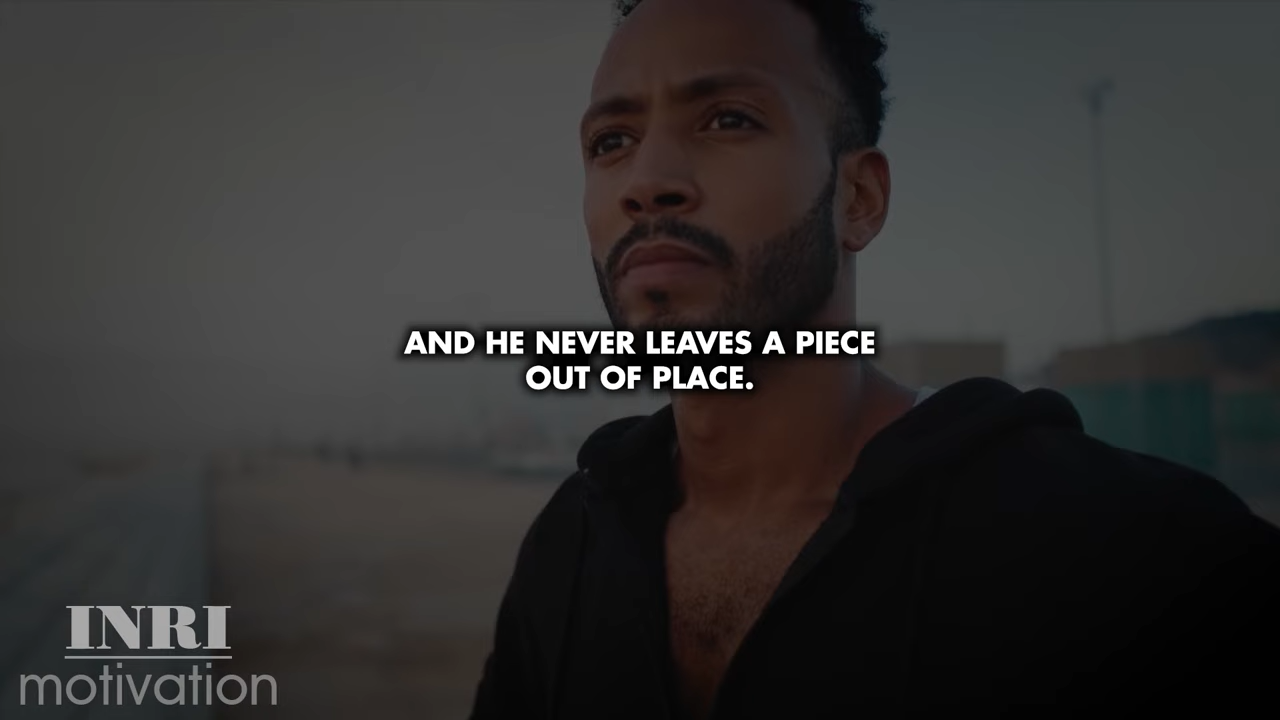 AND HE NEVER LEAVES A PIECE
OUT OF PLACE.
INRI
motivation